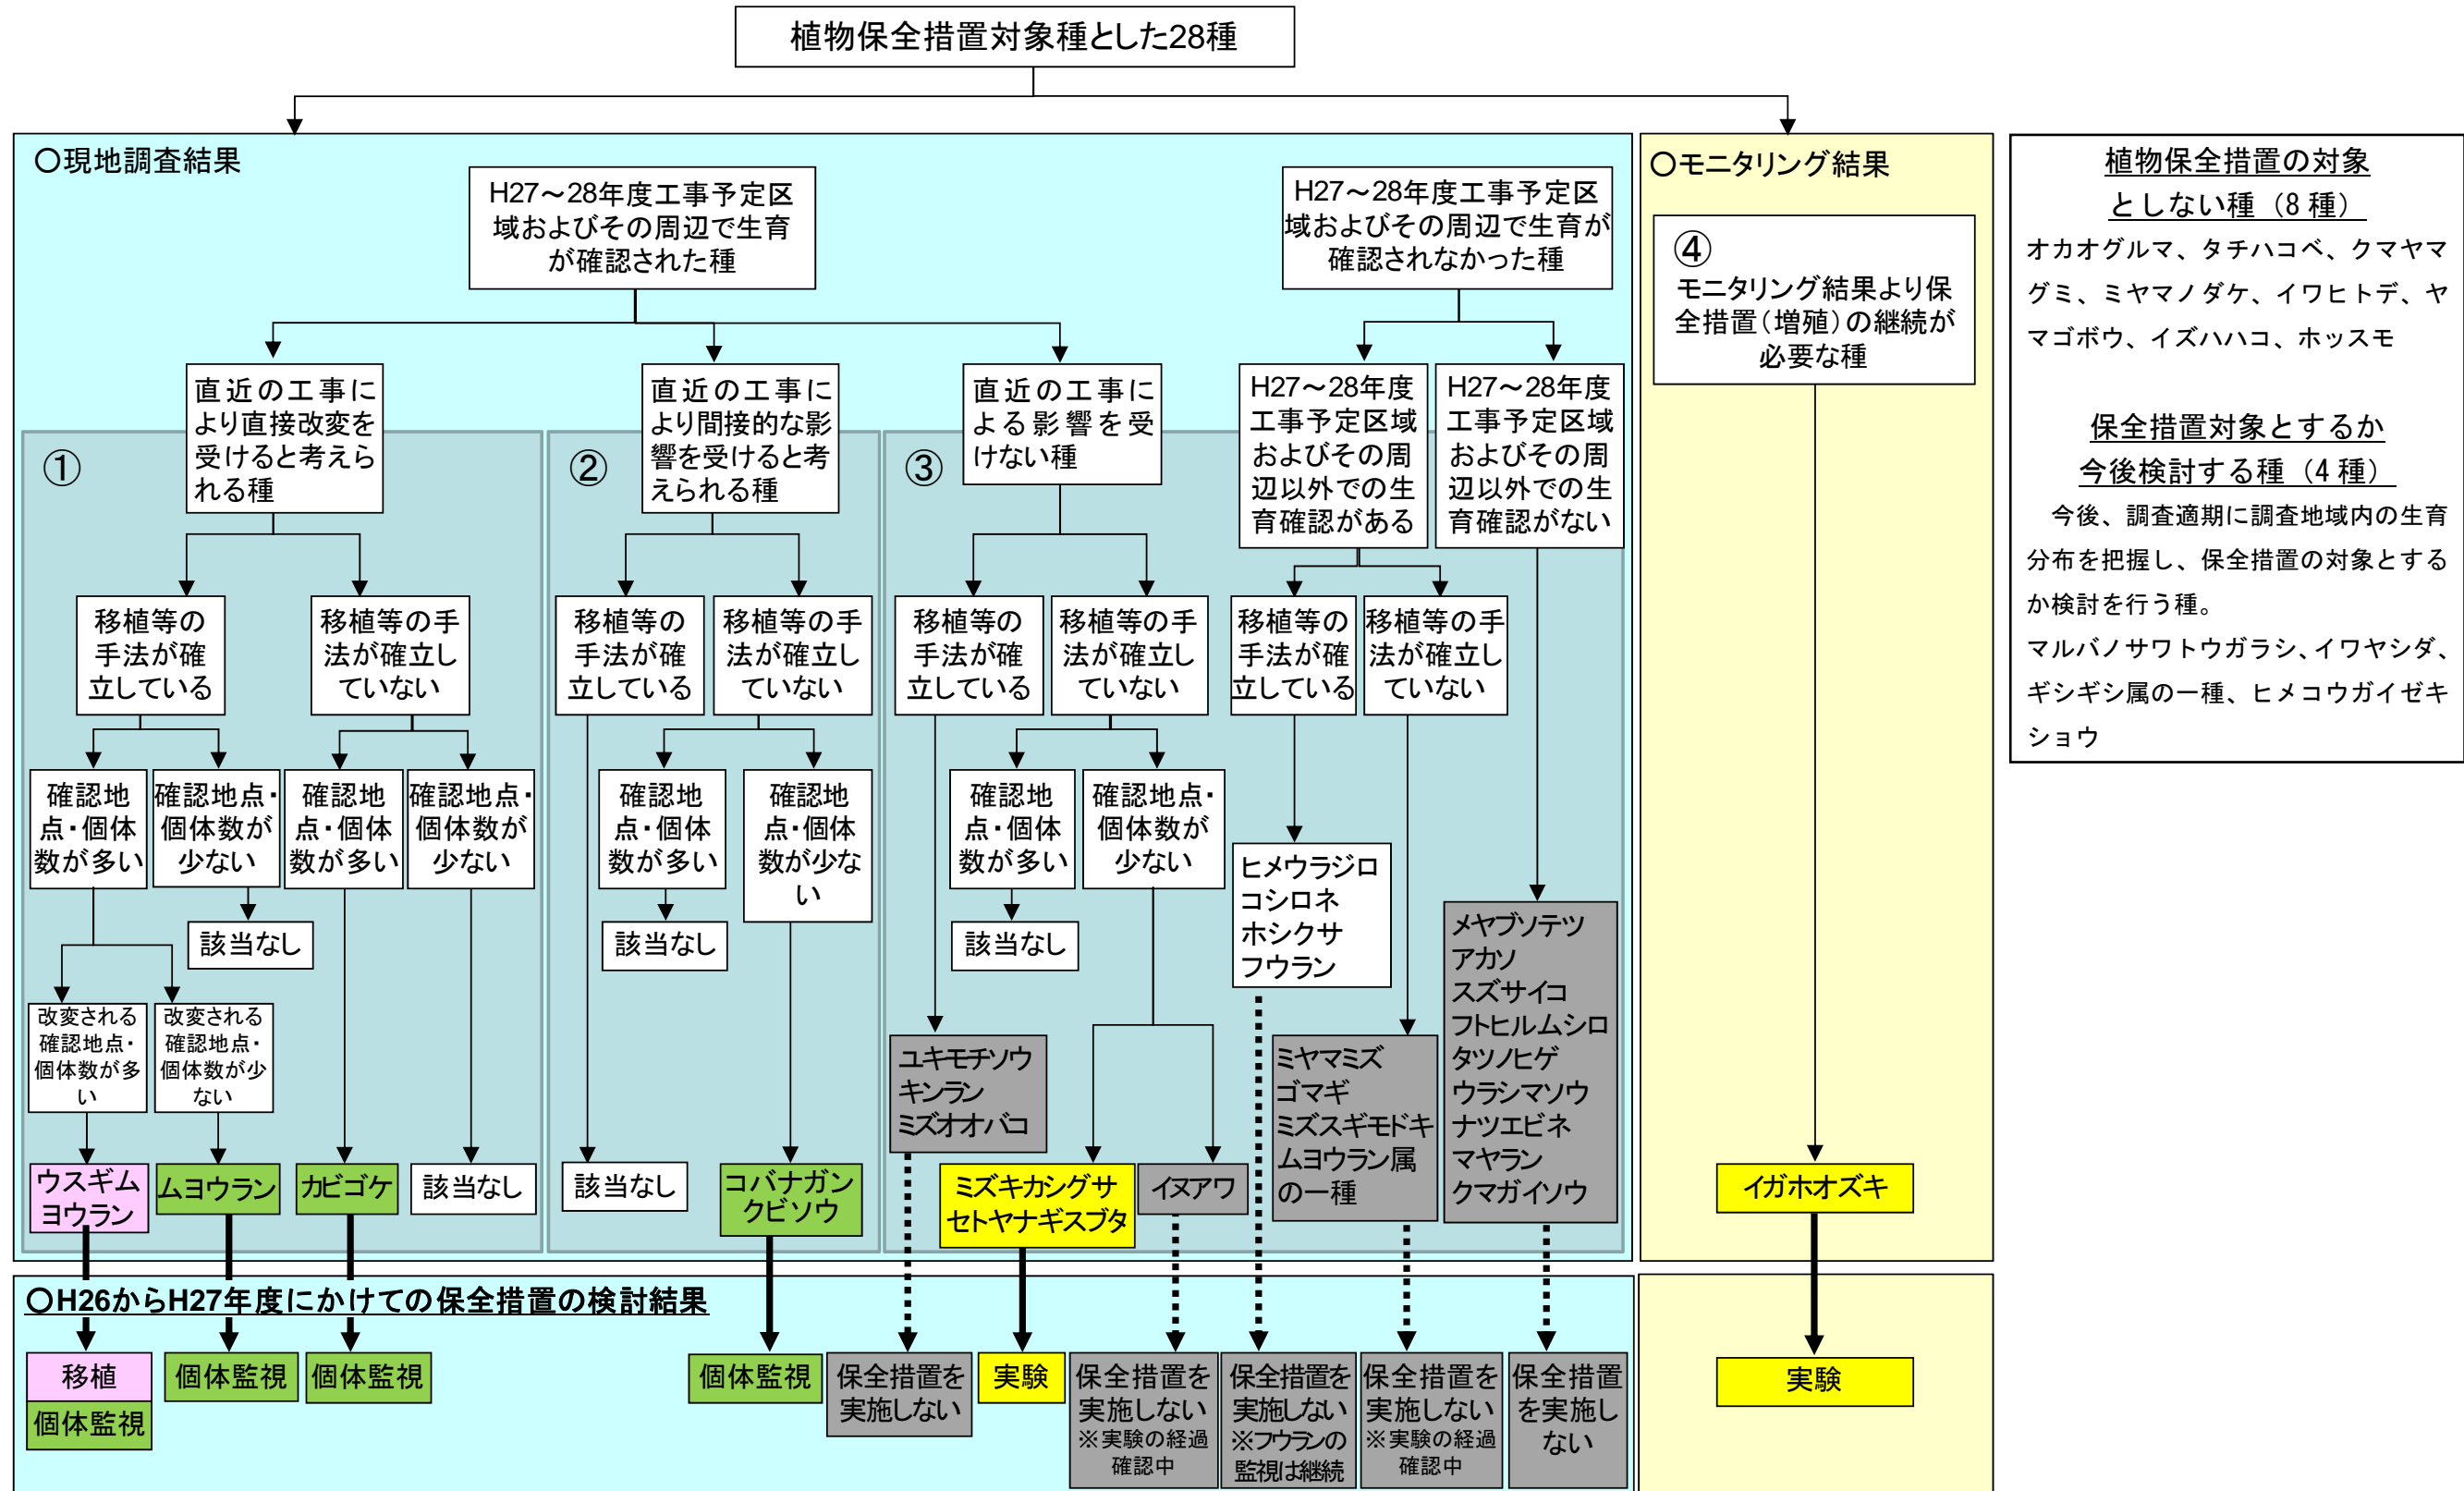 植物保全措置対象種とした28種
〇現地調査結果
H27～28年度工事予定区
域およびその周辺で生育
が確認された種
H27～28年度工事予定区
域およびその周辺で生育が
確認されなかった種
直近の工事に
より直接改変を
受けると考えら
れる種
直近の工事に
より間接的な影
響を受けると考
えられる種
直近の工事に
よる影響を受
けない種
H27～28年度
工事予定区域
およびその周
辺以外での生
育確認がある
H27～28年度
工事予定区域
およびその周
辺以外での生
育確認がない
①
②
③
移植等の
手法が確
立している
移植等の手
法が確立し
ていない
移植等の
手法が確
立している
移植等の手
法が確立し
ていない
移植等の
手法が確
立している
移植等の手
法が確立し
ていない
移植等の
手法が確
立している
移植等の手
法が確立し
ていない
確認地
点・個体
数が多い
確認地点・
個体数が
少ない
確認地
点・個体
数が多い
確認地点・
個体数が
少ない
確認地
点・個体
数が多い
確認地
点・個体
数が少な
い
確認地
点・個体
数が多い
確認地点・
個体数が
少ない
該当なし
該当なし
該当なし
ヒメウラジロ
コシロネ
ホシクサ
フウラン
メヤブソテツ
アカソ
スズサイコ
フトヒルムシロ
タツノヒゲ
ウラシマソウ
ナツエビネ
マヤラン
クマガイソウ
改変される
確認地点・
個体数が多
い
改変される
確認地点・
個体数が少
ない
ユキモチソウ
キンラン
ミズオオバコ
ミヤマミズ
ゴマギ
ミズスギモドキ
ムヨウラン属
の一種
ウスギム
ヨウラン
ムヨウラン
カビゴケ
該当なし
該当なし
コバナガン
クビソウ
ミズキカシグサ
セトヤナギスブタ
イヌアワ
〇H26からH27年度にかけての保全措置の検討結果
移植
個体監視
個体監視
個体監視
個体監視
保全措置を
実施しない
実験
保全措置を
実施しない
※実験の経過
確認中
保全措置を
実施しない
※フウランの
監視は継続
保全措置を
実施しない
※実験の経過
確認中
保全措置
を実施し
ない
〇モニタリング結果
④
モニタリング結果より保
全措置（増殖）の継続が
必要な種
イガホオズキ
実験
植物保全措置の対象
としない種（8 種）
オカオグルマ、タチハコベ、クマヤマ
グミ、ミヤマノダケ、イワヒトデ、ヤ
マゴボウ、イズハハコ、ホッスモ
保全措置対象とするか
今後検討する種（4 種）
今後、調査適期に調査地域内の生育
分布を把握し、保全措置の対象とする
か検討を行う種。
マルバノサワトウガラシ、イワヤシダ、
ギシギシ属の一種、ヒメコウガイゼキ
ショウ